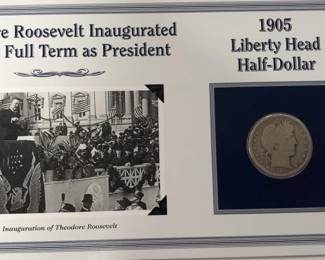 re Roosevelt Inaugurated
Full Term as President
1905
Liberty Head
Half-Dollar
Inauguration of Theodore Roosevelt